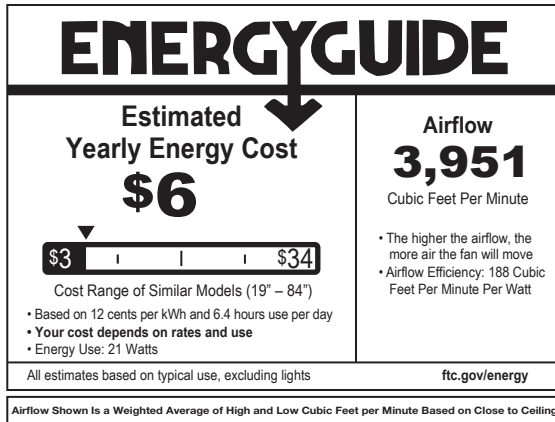 ENERGYGUIDE
Estimated
Yearly Energy Cost
$6
$3 $34
Cost Range of Similar Models (19” – 84”)
• Based on 12 cents per kWh and 6.4 hours use per day
• Your cost depends on rates and use
• Energy Use: 21 Watts
Airflow
3,951
Cubic Feet Per Minute
• The higher the airflow, the
more air the fan will move
• Airflow Efficiency: 188 Cubic
Feet Per Minute Per Watt
All estimates based on typical use, excluding lights
ftc.gov/energy
Airflow Shown Is a Weighted Average of High and Low Cubic Feet per Minute Based on Close to Ceiling